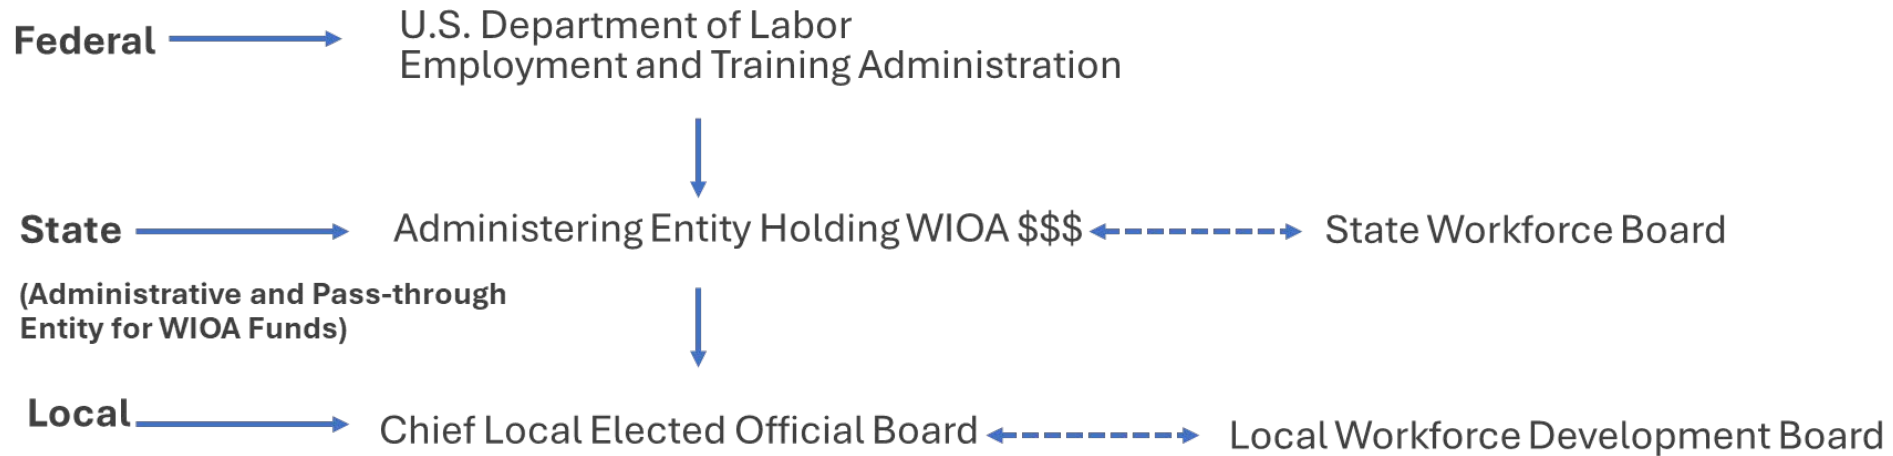 Federal
U.S. Department of Labor
Employment and Training Administration
State
Administering Entity Holding WIOA $$$
State Workforce Board
(Administrative and Pass-through
Entity for WIOA Funds)
Local
Chief Local Elected Official Board
Local Workforce Development Board